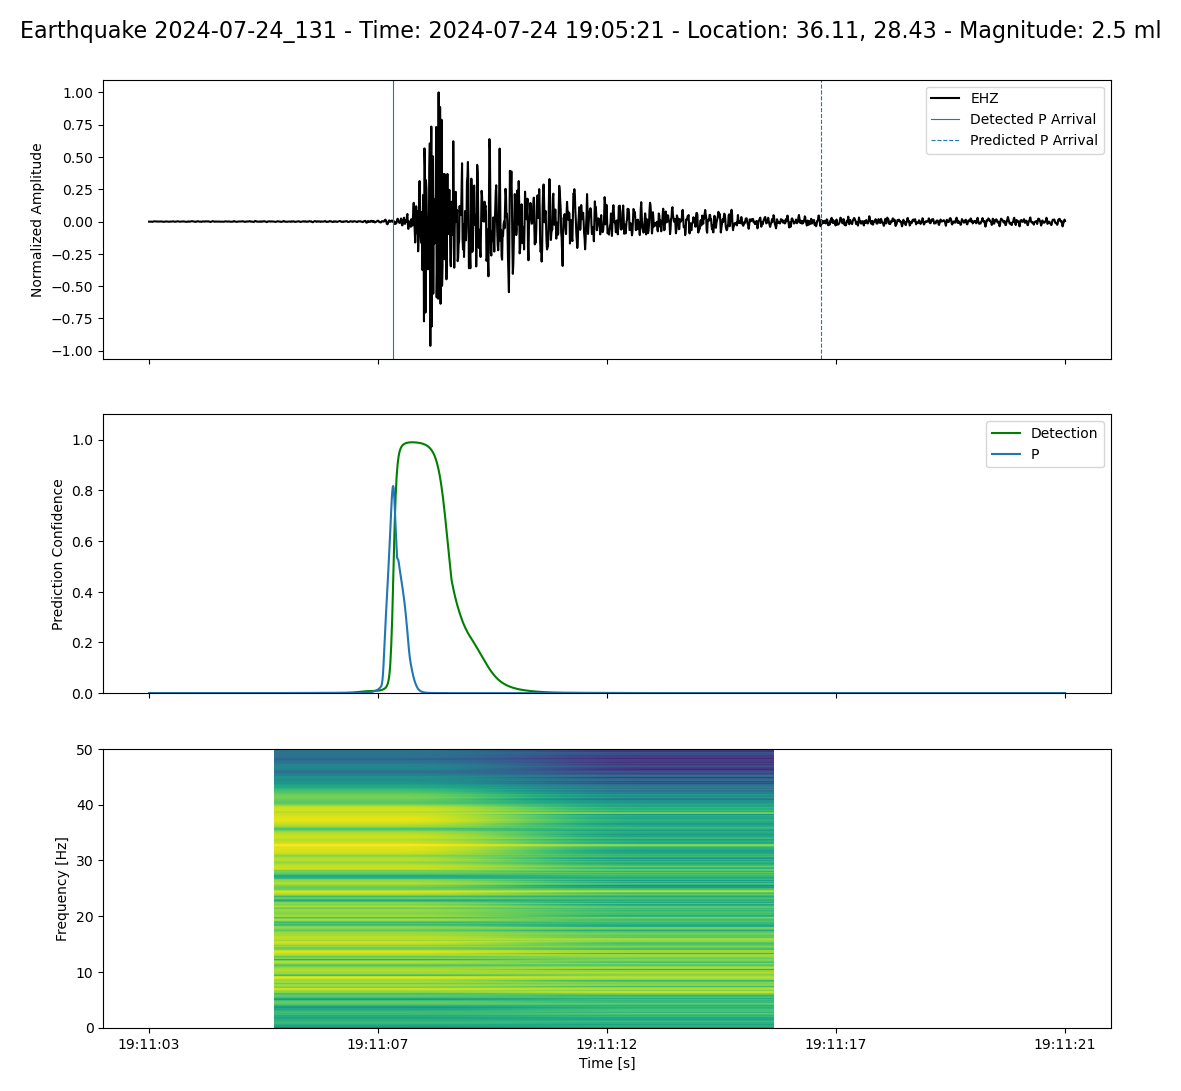 Earthquake 2024-07-24_131 - Time: 2024-07-24 19:05:21 - Location: 36.11, 28.43 - Magnitude: 2.5 ml
Normalized Amplitude
1.00
0.75
0.50
0.25
0.00
−0.25
−0.50
−0.75
−1.00
EHZ
Detected P Arrival
Predicted P Arrival
Prediction Confidence
1.0
0.8
0.6
0.4
0.2
0.0
Detection
P
Frequency [Hz]
50
40
30
20
10
0
19:11:03 19:11:07 19:11:12 19:11:17 19:11:21
Time [s]